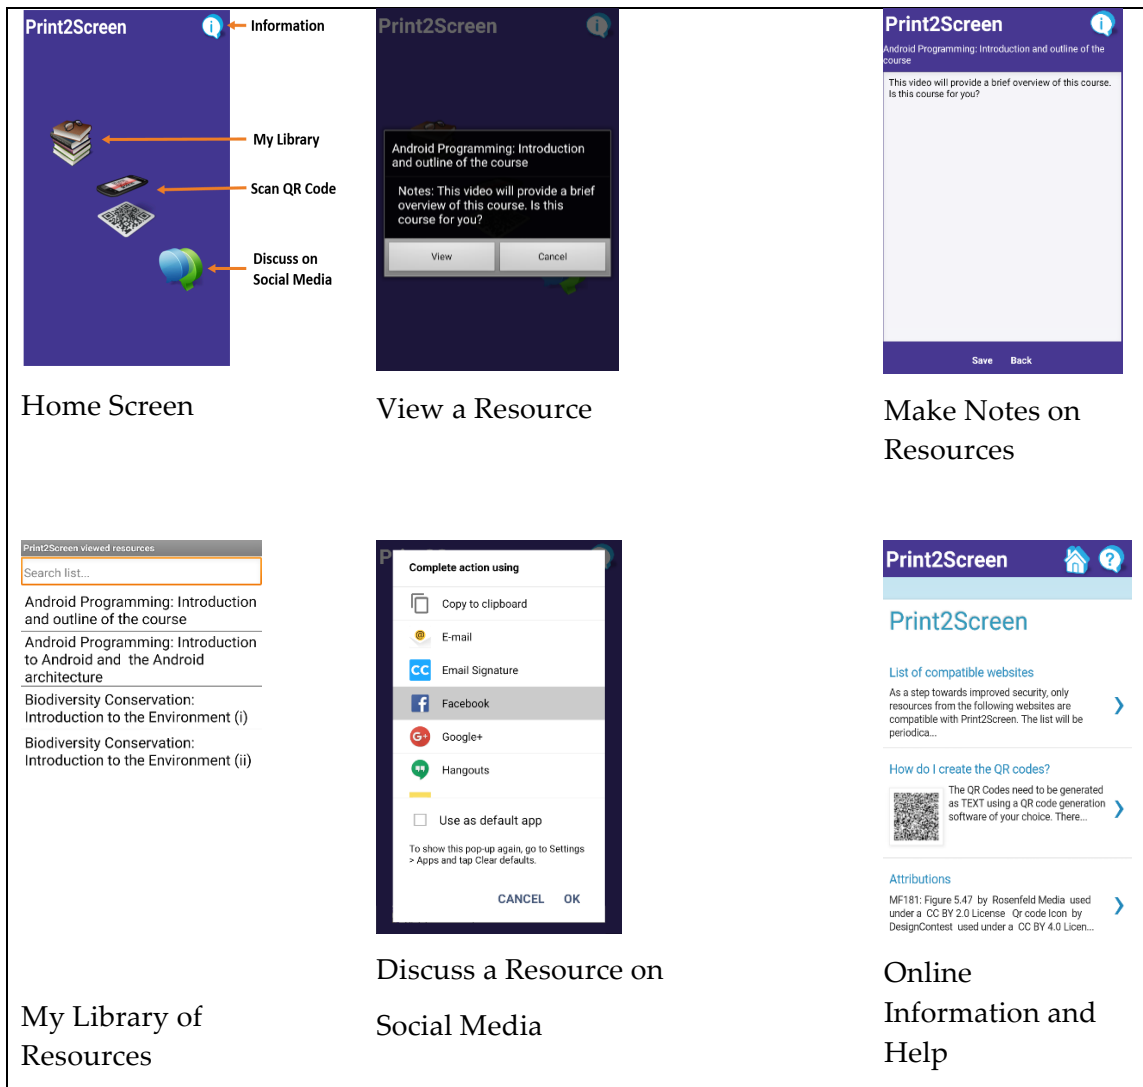 Print2Screen
Information
My Library
Scan QR Code
Discuss on
Social Media
Home Screen
Print2Screen
Android Programming: Introduction
and outline of the course
Notes: This video will provide a brief
overview of this course. Is this
course for you?
View
Cancel
View a Resource
Print2Screen
Android Programming: Introduction and outline of the
course
This video will provide a brief overview of this course.
Is this course for you?
Save
Back
Make Notes on
Resources
Print2Screen viewed resources
Search list...
Android Programming: Introduction
and outline of the course
Android Programming: Introduction
to Android and the Android
architecture
Biodiversity Conservation:
Introduction to the Environment (i)
Biodiversity Conservation:
Introduction to the Environment (ii)
My Library of
Resources
Complete action using
Copy to clipboard
E-mail
CC
Email Signature
Facebook
G+
Google+
Hangouts
Use as default app
To show this pop-up again, go to Settings
> Apps and tap Clear defaults.
CANCEL
OK
Discuss a Resource on
Social Media
Print2Screen
Print2Screen
List of compatible websites
As a step towards improved security, only
resources from the following websites are
compatible with Print2Screen. The list will be
periodica...
How do I create the QR codes?
The QR Codes need to be generated
as TEXT using a QR code generation
software of your choice. There...
Attributions
MF181: Figure 5.47 by Rosenfeld Media used
under a CC BY 2.0 License Qr code Icon by
DesignContest used under a CC BY 4.0 Licen...
Online
Information and
Help